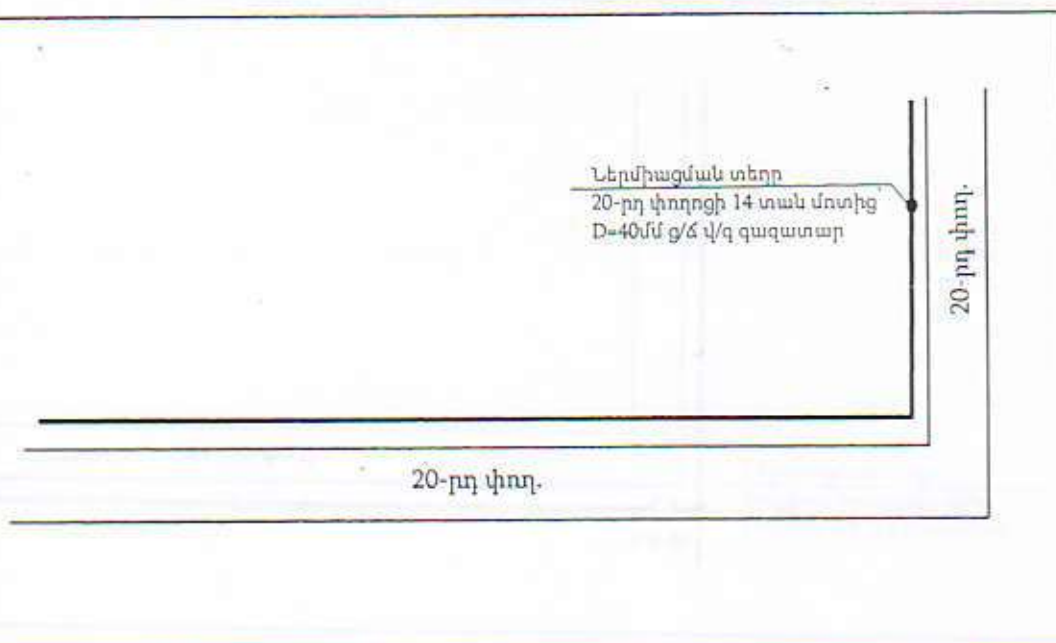 Ներմիացման տեղը
20-րդ փողոցի 14 տան մոտից
D=40մմ ց/ճ վ/գ գազատար
20-րդ փող.
20-րդ փող.